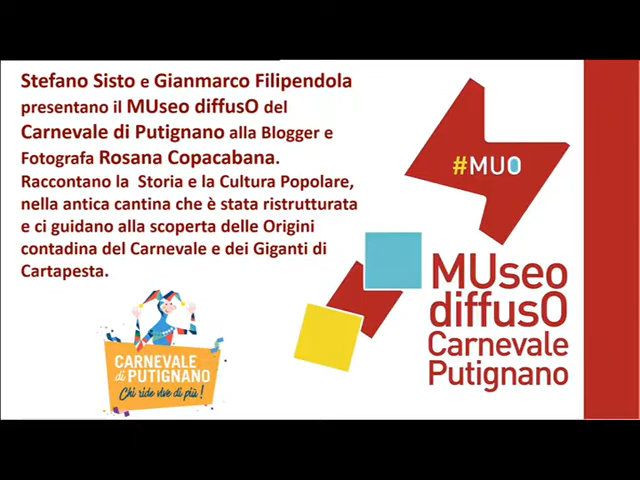 Stefano Sisto e Gianmarco Filipendola
presentano il MUseo diffusO del
Carnevale di Putignano alla Blogger e
Fotografa Rosana Copacabana.
Raccontano la Storia e la Cultura Popolare,
nella antica cantina che è stata ristrutturata
e ci guidano alla scoperta delle Origini
contadina del Carnevale e dei Giganti di
Cartapesta.
#MUO
MUseo
diffusO
Carnevale
Putignano
CARNEVALE
di PUTIGNANO
Chi ride vive di più!